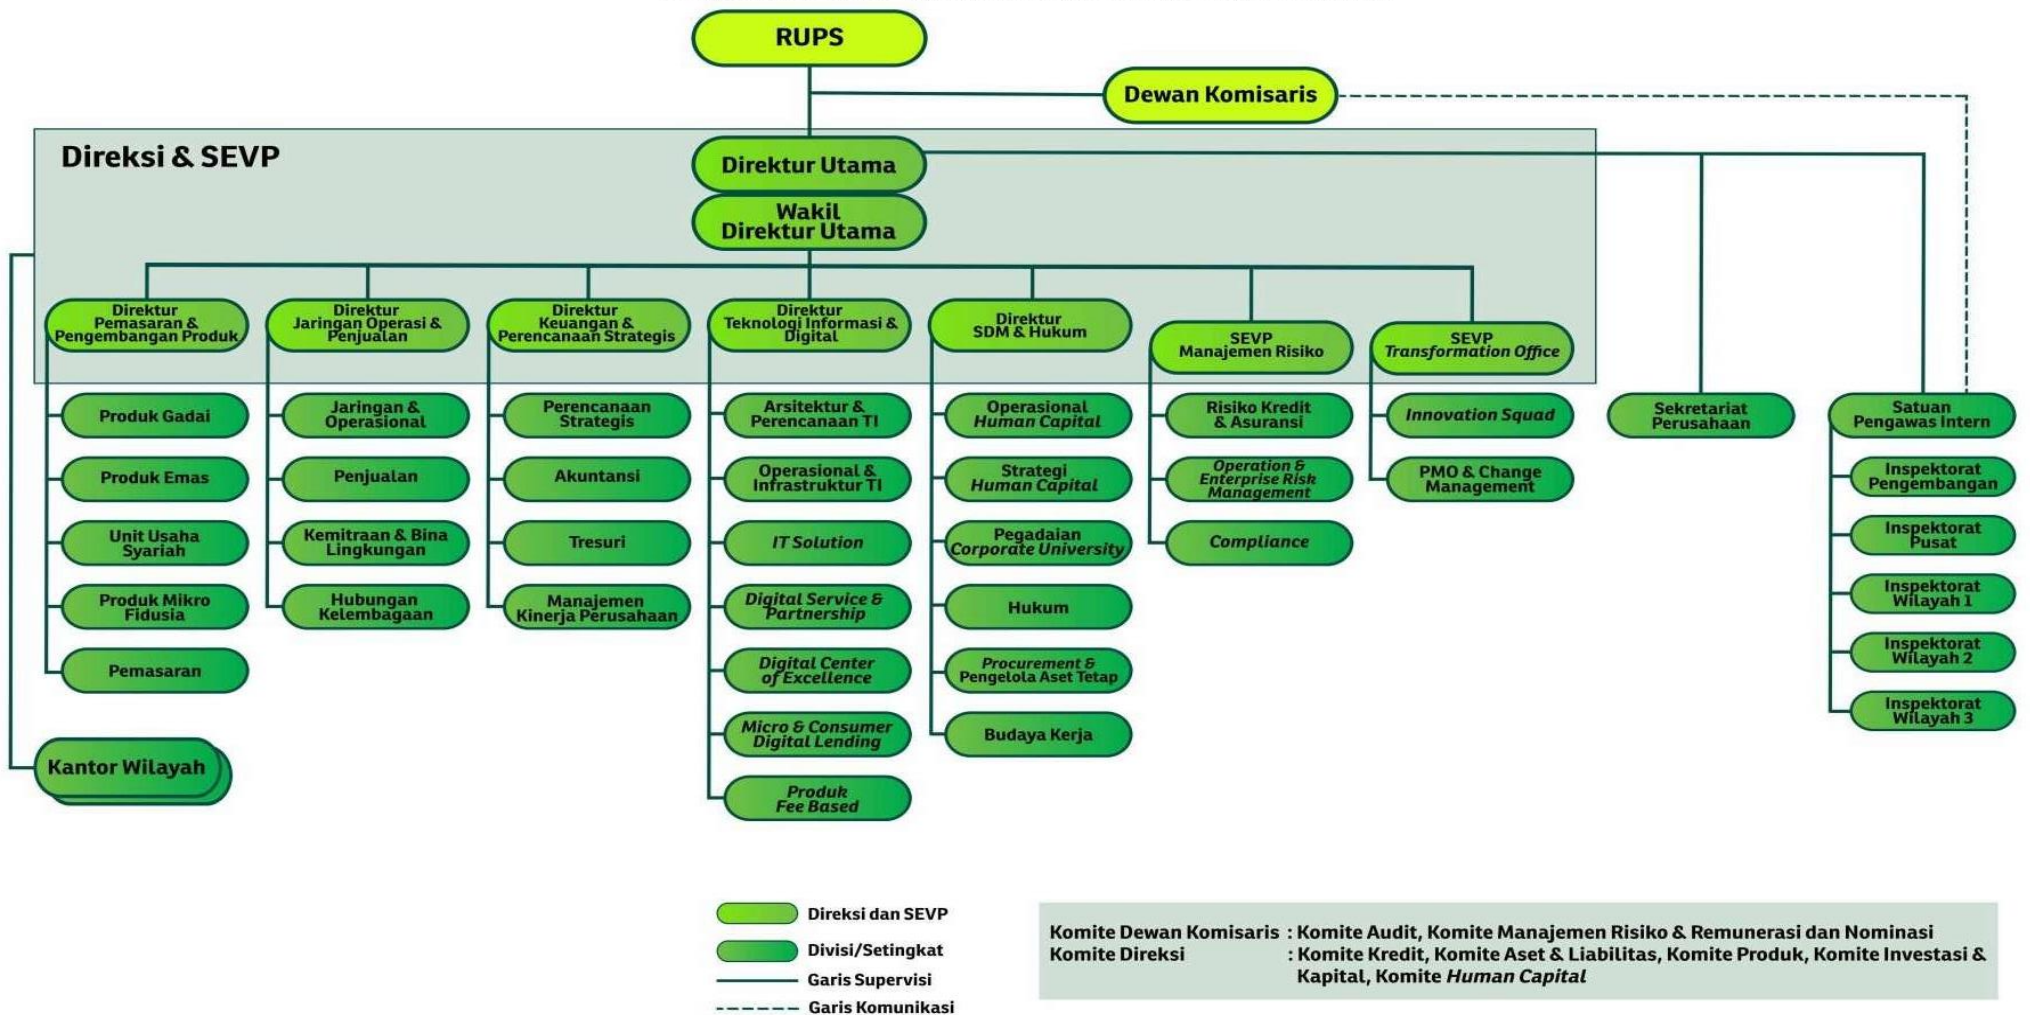 RUPS
Dewan Komisaris
Direksi & SEVP
Direktur Utama
Wakil
Direktur Utama
Direktur
Pemasaran &
Pengembangan Produk
Direktur
Jaringan Operasi &
Penjualan
Direktur
Keuangan &
Perencanaan Strategis
Direktur
Teknologi Informasi &
Digital
Direktur
SDM & Hukum
SEVP
Manajemen Risiko
SEVP
Transformation Office
Produk Gadai
Produk Emas
Unit Usaha
Syariah
Produk Mikro
Fidusia
Pemasaran
Jaringan &
Operasional
Penjualan
Kemitraan & Bina
Lingkungan
Hubungan
Kelembagaan
Perencanaan
Strategis
Akuntansi
Tresuri
Manajemen
Kinerja Perusahaan
Arsitektur &
Perencanaan TI
Operasional &
Infrastruktur TI
IT Solution
Digital Service &
Partnership
Digital Center
of Excellence
Micro & Consumer
Digital Lending
Produk
Fee Based
Operasional
Human Capital
Strategi
Human Capital
Pegadaian
Corporate University
Hukum
Procurement &
Pengelola Aset Tetap
Budaya Kerja
Risiko Kredit
& Asuransi
Operation &
Enterprise Risk
Management
Compliance
Innovation Squad
PMO & Change
Management
Sekretariat
Perusahaan
Satuan
Pengawas Intern
Inspektorat
Pengembangan
Inspektorat
Pusat
Inspektorat
Wilayah 1
Inspektorat
Wilayah 2
Inspektorat
Wilayah 3
Kantor Wilayah
Direksi dan SEVP
Divisi/Setingkat
Garis Supervisi
Garis Komunikasi
Komite Dewan Komisaris : Komite Audit, Komite Manajemen Risiko & Remunerasi dan Nominasi
Komite Direksi : Komite Kredit, Komite Aset & Liabilitas, Komite Produk, Komite Investasi &
Kapital, Komite Human Capital